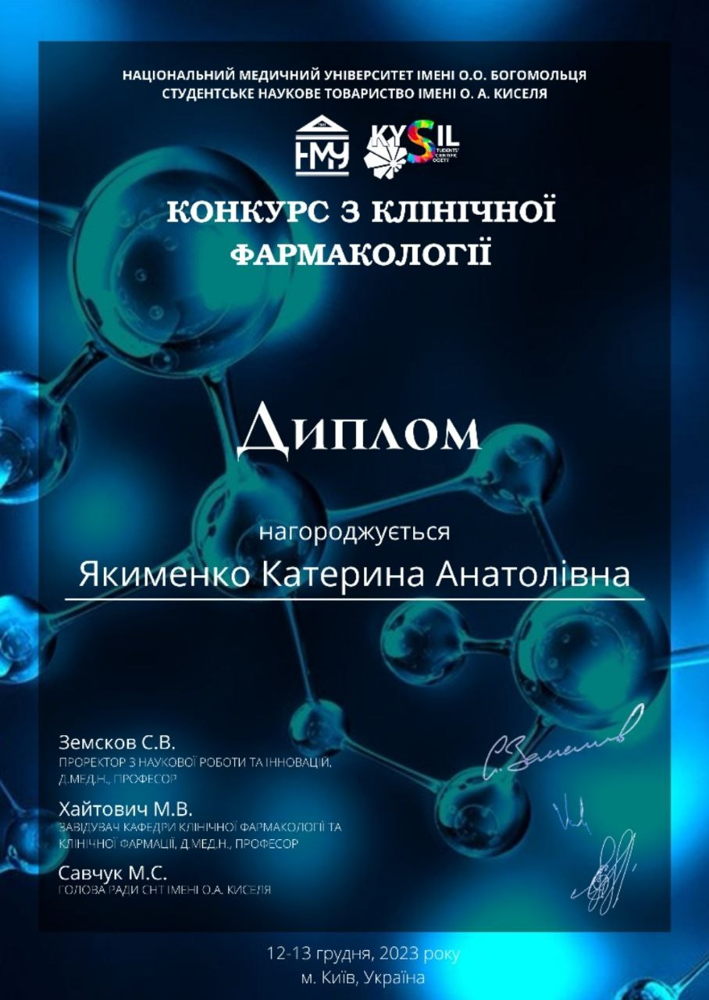 НАЦІОНАЛЬНИЙ МЕДИЧНИЙ УНІВЕРСИТЕТ ІМЕНІ О.О. БОГОМОЛЬЦЯ
СТУДЕНТСЬКЕ НАУКОВЕ ТОВАРИСТВО ІМЕНІ О. А. КИСЕЛЯ
НМУ
KYSIL
STUDENTS'
SCIENTIFIC
SOCIETY
КОНКУРС З КЛІНІЧНОЇ
ФАРМАКОЛОГІЇ
Диплом
нагороджується
Якименко Катерина Анатолівна
Земсков С.В.
ПРОРЕКТОР З НАУКОВОЇ РОБОТИ ТА ІННОВАЦІЙ,
Д.МЕД.Н., ПРОФЕСОР
Хайтович М.В.
ЗАВІДУВАЧ КАФЕДРИ КЛІНІЧНОЇ ФАРМАКОЛОГІЇ ТА
КЛІНІЧНОЇ ФАРМАЦІЇ, Д.МЕД.Н., ПРОФЕСОР
Савчук М.С.
ГОЛОВА РАДИ СНТ ІМЕНІ О.А. КИСЕЛЯ
12-13 грудня, 2023 року
м. Київ, Україна